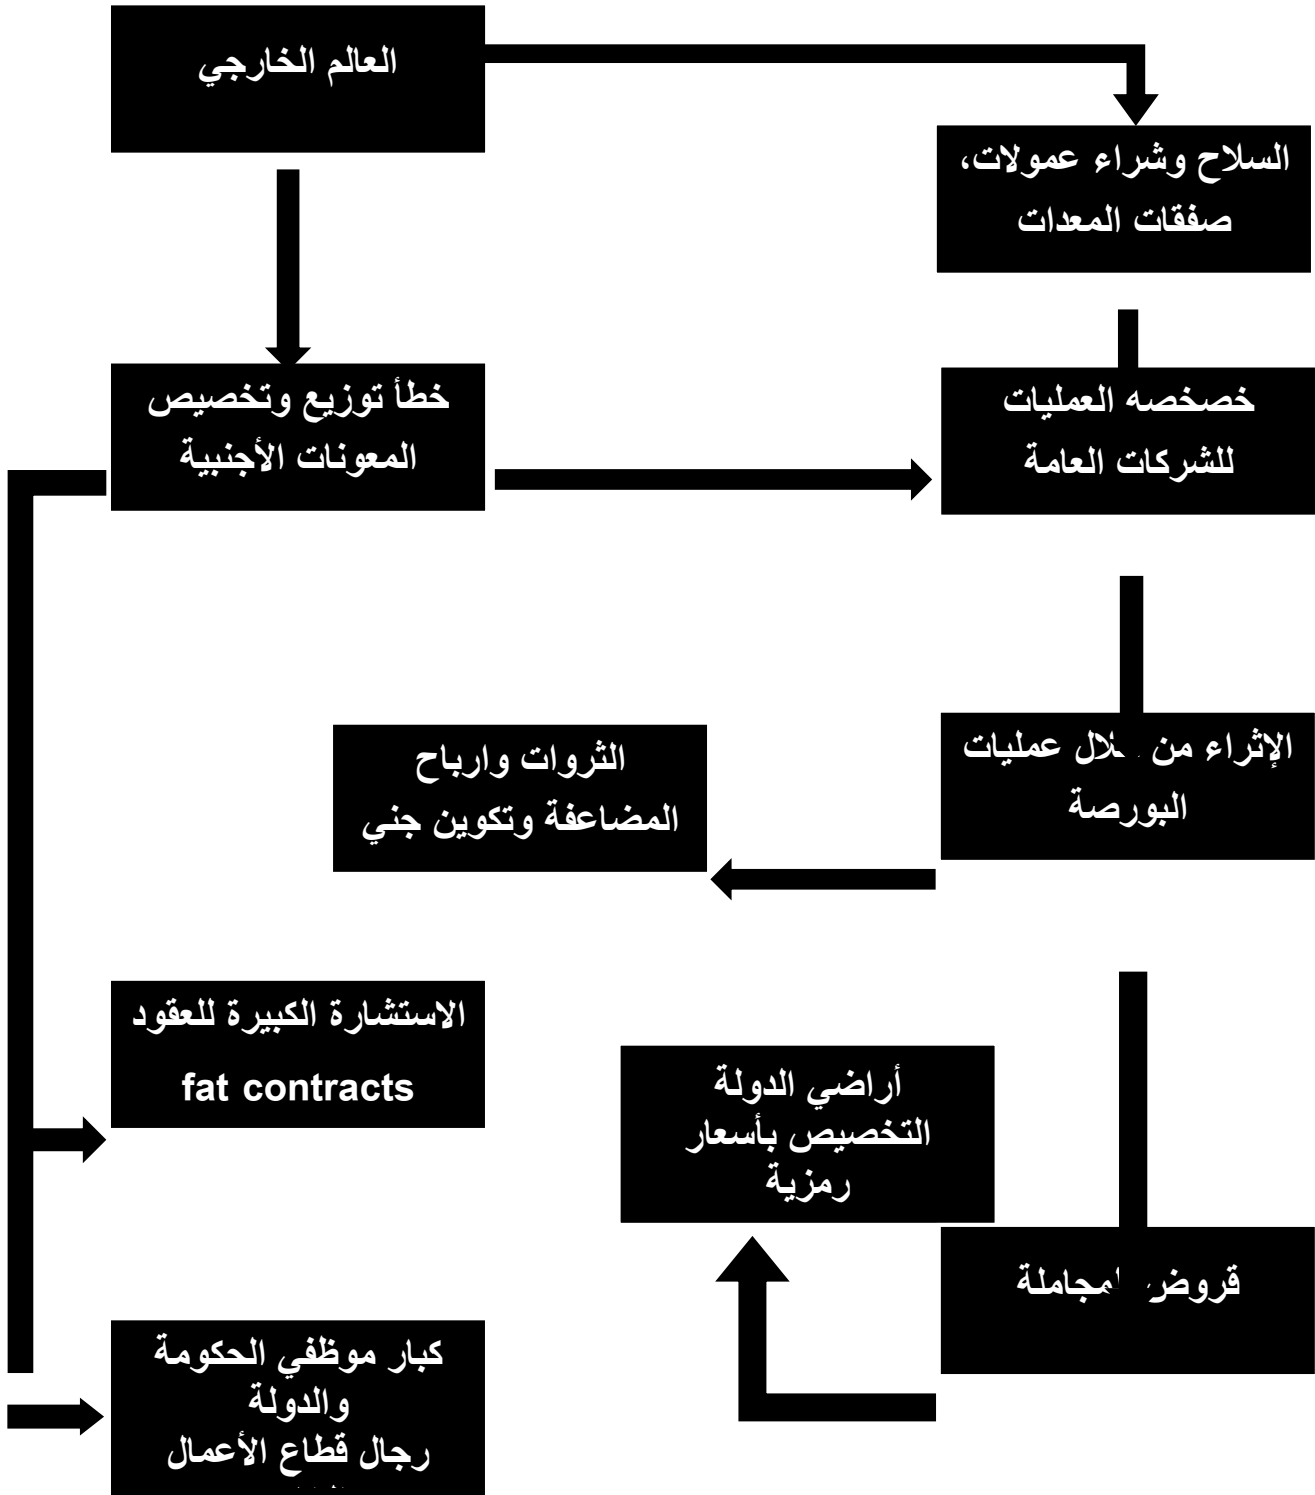 العالم الخارجي
السلاح وشراء عمولات،
صفقات المعدات
خطأ توزيع وتخصيص
المعونات الأجنبية
خصخصه العمليات
للشركات العامة
الإثراء من عمليات
البورصة
الثروات وارباح
المضاعفة وتكوين جني
الاستشارة الكبيرة للعقود
fat contracts
أراضي الدولة
التخصيص بأسعار
رمزية
قروض
كبار موظفي الحكومة
والدولة
رجال قطاع الأعمال